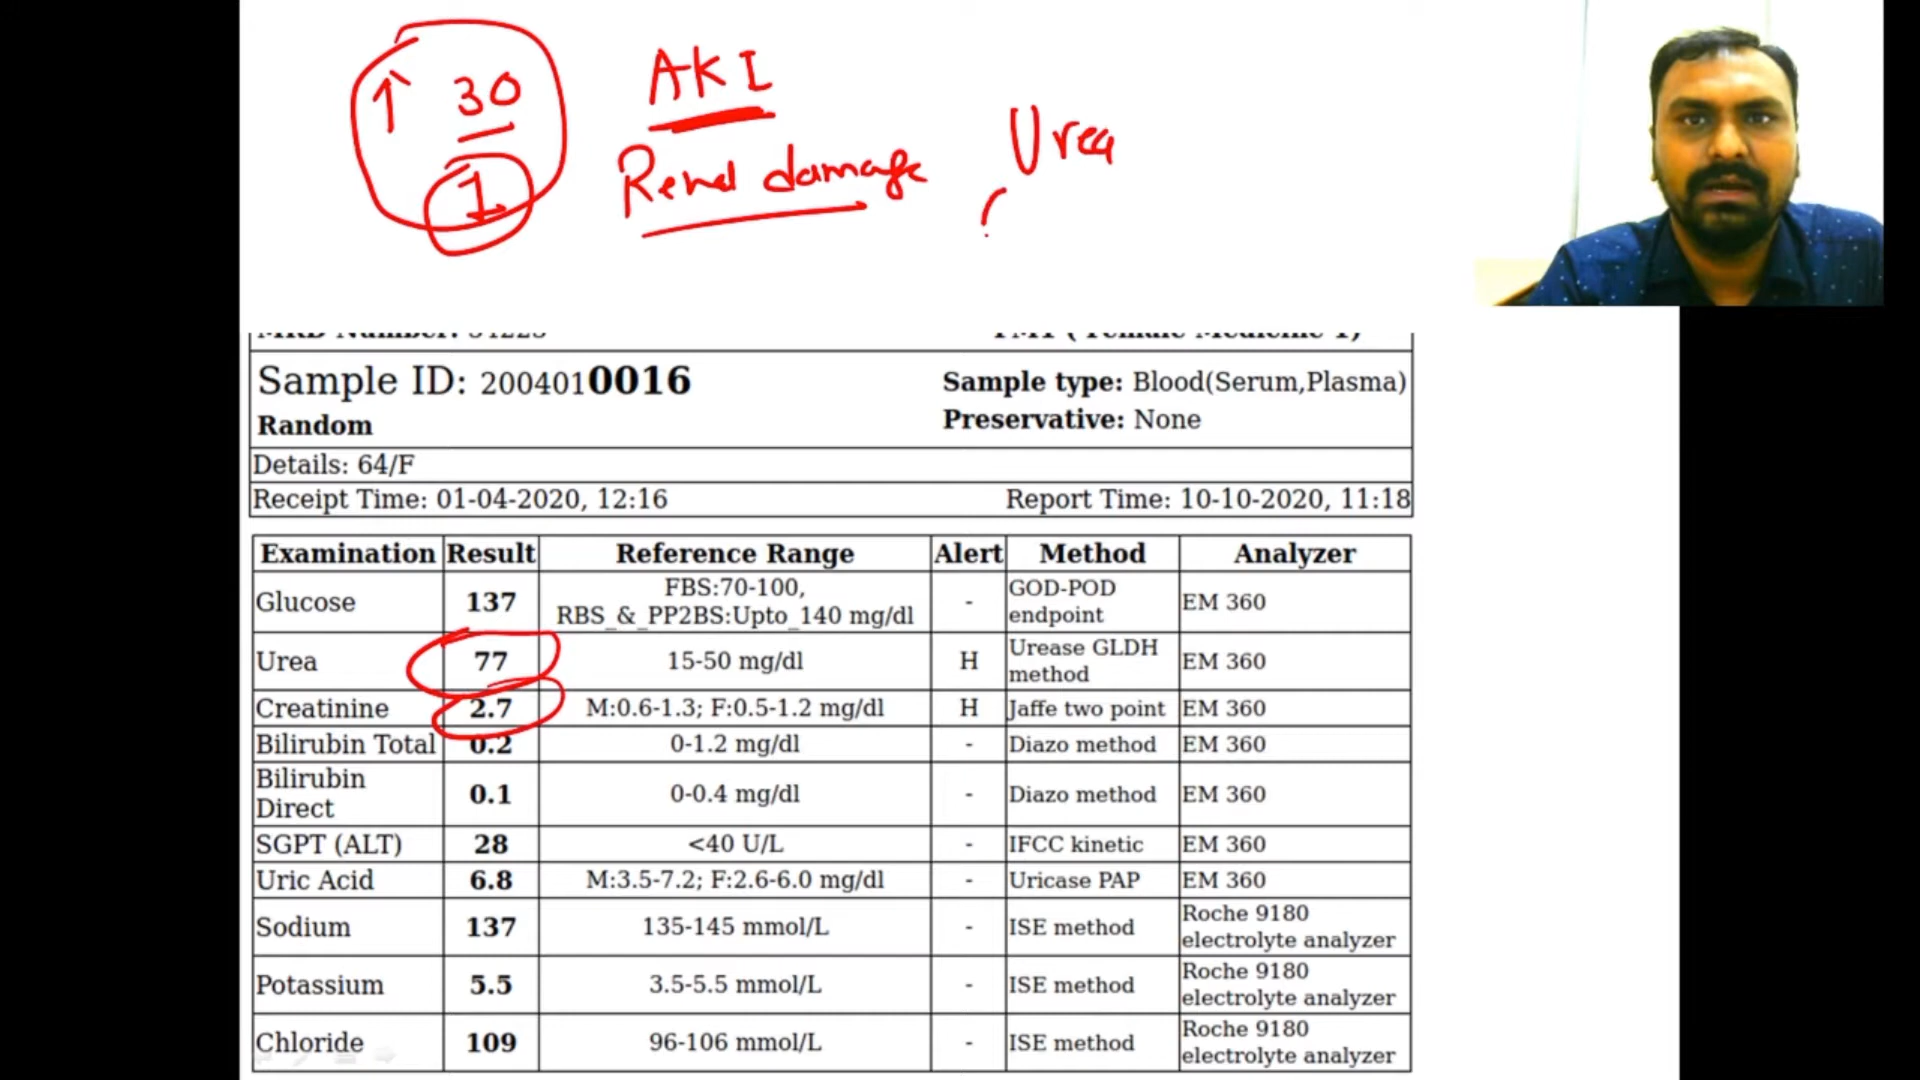 ↑ 30
1
AKI
Renal damage
Urea
Sample ID: 2004010016
Sample type: Blood(Serum,Plasma)
Random
Preservative: None
Details: 64/F
Receipt Time: 01-04-2020, 12:16
Report Time: 10-10-2020, 11:18
Examination Result Reference Range Alert Method Analyzer
Glucose 137 FBS:70-100, RBS_&_PP2BS:Upto_140 mg/dl - GOD-POD endpoint EM 360
Urea 77 15-50 mg/dl H Urease GLDH method EM 360
Creatinine 2.7 M:0.6-1.3; F:0.5-1.2 mg/dl H Jaffe two point EM 360
Bilirubin Total 0.2 0-1.2 mg/dl - Diazo method EM 360
Bilirubin Direct 0.1 0-0.4 mg/dl - Diazo method EM 360
SGPT (ALT) 28 <40 U/L - IFCC kinetic EM 360
Uric Acid 6.8 M:3.5-7.2; F:2.6-6.0 mg/dl - Uricase PAP EM 360
Sodium 137 135-145 mmol/L - ISE method Roche 9180 electrolyte analyzer
Potassium 5.5 3.5-5.5 mmol/L - ISE method Roche 9180 electrolyte analyzer
Chloride 109 96-106 mmol/L - ISE method Roche 9180 electrolyte analyzer